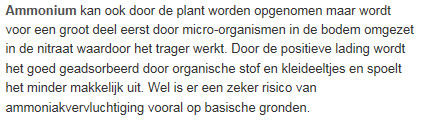 Ammonium kan ook door de plant worden opgenomen maar wordt
voor een groot deel eerst door micro-organismen in de bodem omgezet
in de nitraat waardoor het trager werkt. Door de positieve lading wordt
het goed geadsorbeerd door organische stof en kleideeltjes en spoelt
het minder makkelijk uit. Wel is er een zeker risico van
ammoniakvervluchtiging vooral op basische gronden.